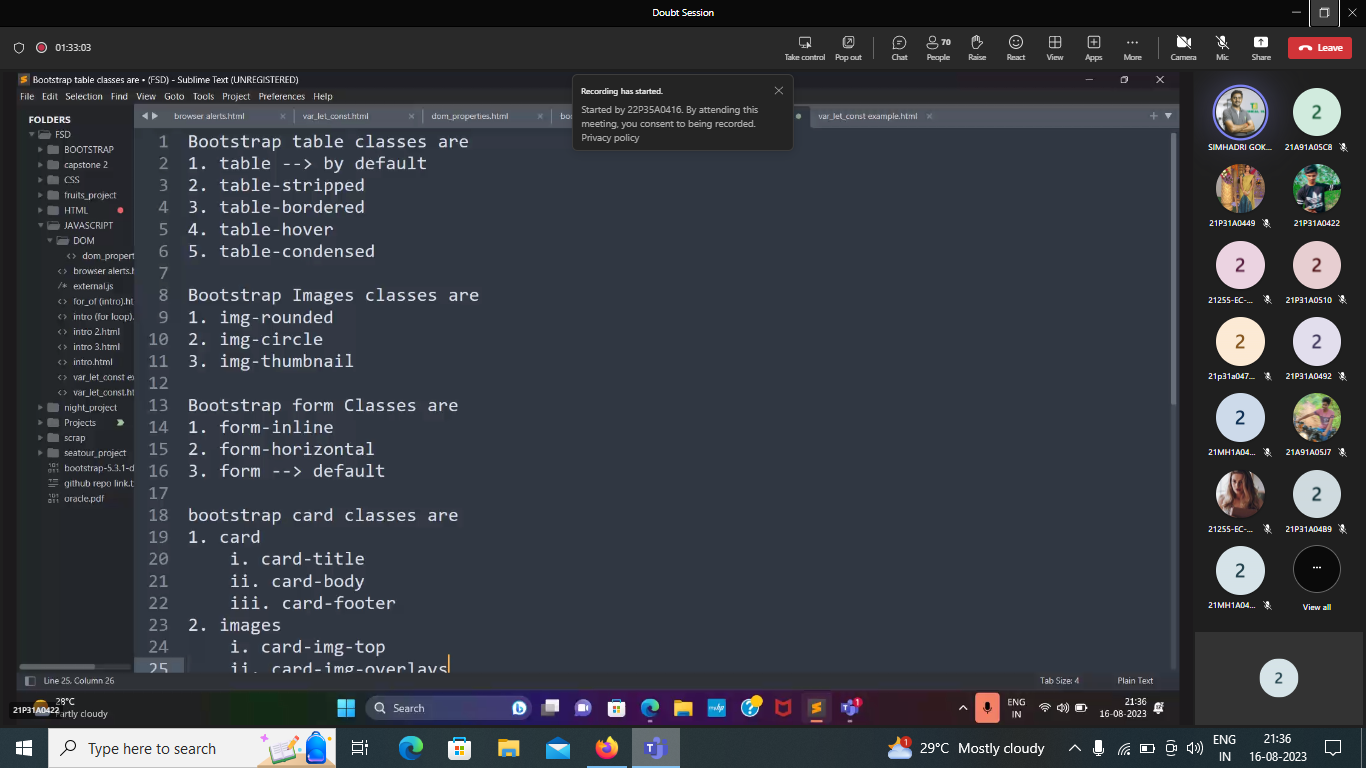 Doubt Session
01:33:03
Take control
Pop out
Chat
70
People
Raise
React
View
Apps
More
Camera
Mic
Share
Leave
Bootstrap table classes are • (FSD) - Sublime Text (UNREGISTERED)
File Edit Selection Find View Goto Tools Project Preferences Help
Recording has started.
Started by 22P35A0416. By attending this
meeting, you consent to being recorded.
Privacy policy
browser alerts.html
var_let_const.html
dom_properties.html
var_let_const example.html
FOLDERS
FSD
BOOTSTRAP
capstone 2
CSS
fruits_project
HTML
JAVASCRIPT
DOM
dom_propert
browser alerts.h
external.js
for_of (intro).ht
intro (for loop).
intro 2.html
intro 3.html
intro.html
var_let_const ex
var_let_const.ht
night_project
Projects
scrap
seatour_project
bootstrap-5.3.1-d
github repo link.t
oracle.pdf
1 Bootstrap table classes are
2 1. table --> by default
3 2. table-stripped
4 3. table-bordered
5 4. table-hover
6 5. table-condensed
7
8 Bootstrap Images classes are
9 1. img-rounded
10 2. img-circle
11 3. img-thumbnail
12
13 Bootstrap form Classes are
14 1. form-inline
15 2. form-horizontal
16 3. form --> default
17
18 bootstrap card classes are
19 1. card
20 i. card-title
21 ii. card-body
22 iii. card-footer
23 2. images
24 i. card-img-top
25 ii. card-img-overlays
Line 25, Column 26
Tab Size: 4
Plain Text
SIMHADRI GOK...
2
21A91A05C8
21P31A0449
21P31A0422
2
21255-EC-...
2
21P31A0510
2
21p31a047...
2
21P31A0492
2
21MH1A04...
21A91A05J7
21255-EC-...
2
21P31A04B9
2
21MH1A04...
...
View all
2
28°C
Partly cloudy
21P31A0422
Search
ENG
IN
21:36
16-08-2023
Type here to search
29°C Mostly cloudy
ENG
IN
21:36
16-08-2023